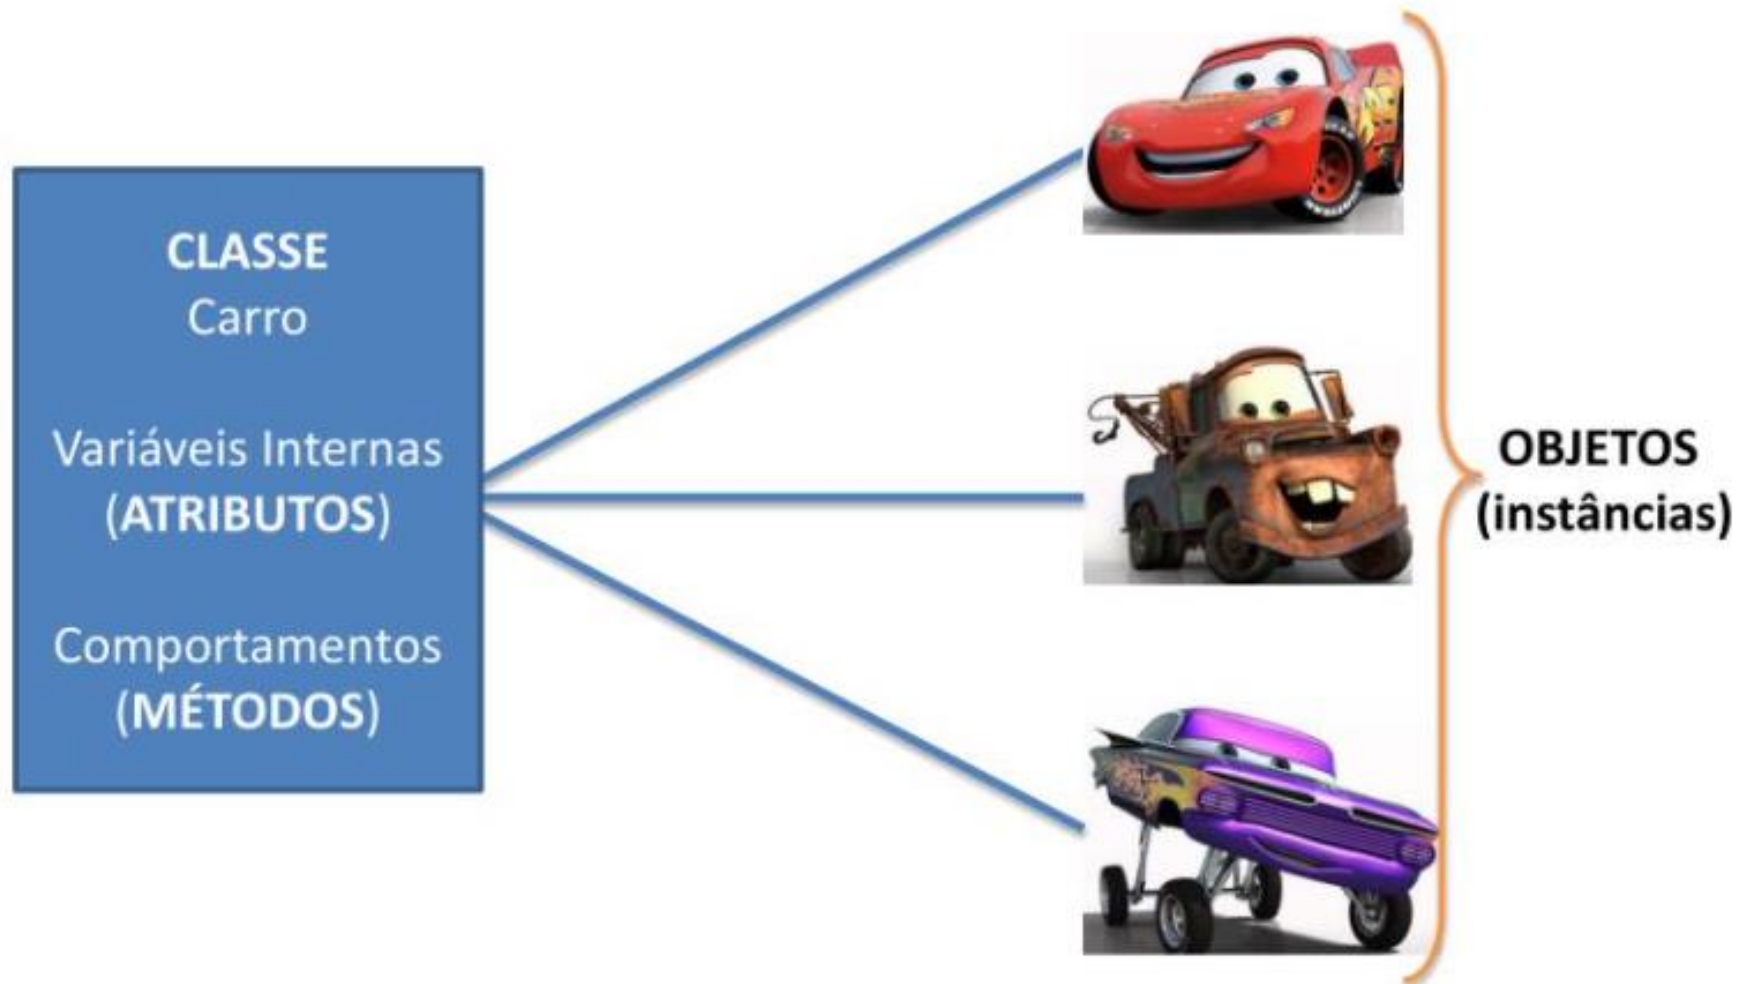 CLASSE
Carro
Variáveis Internas
(ATRIBUTOS)
Comportamentos
(MÉTODOS)
OBJETOS
(instâncias)